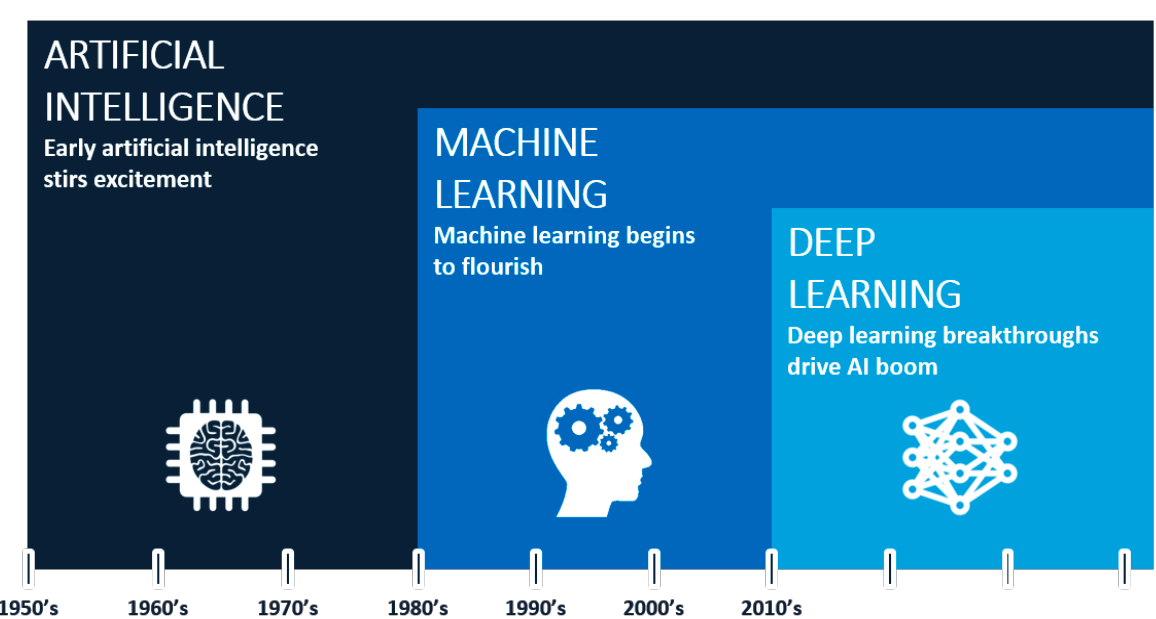 ARTIFICIAL
INTELLIGENCE
Early artificial intelligence
stirs excitement
MACHINE
LEARNING
Machine learning begins
to flourish
DEEP
LEARNING
Deep learning breakthroughs
drive AI boom
1950’s 1960’s 1970’s 1980’s 1990’s 2000’s 2010’s